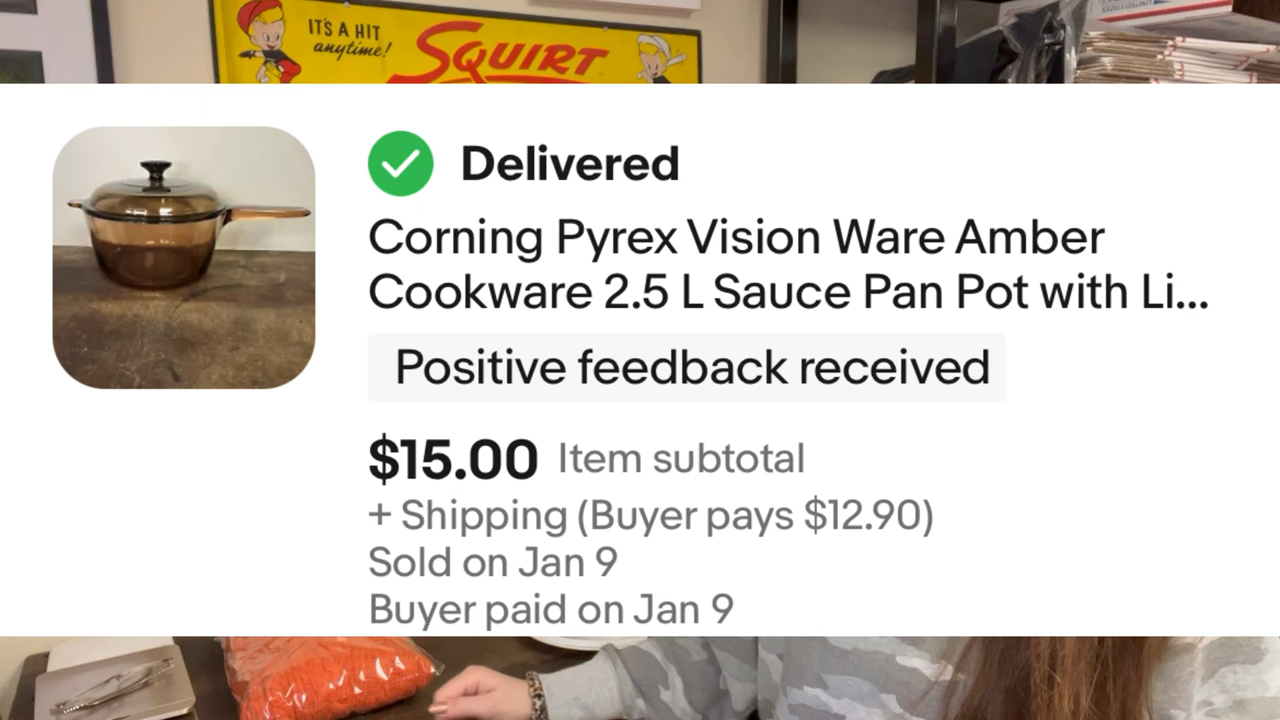 IT'S A HIT
anytime!
SQUIRT
Delivered
Corning Pyrex Vision Ware Amber
Cookware 2.5 L Sauce Pan Pot with Li...
Positive feedback received
$15.00 Item subtotal
+ Shipping (Buyer pays $12.90)
Sold on Jan 9
Buyer paid on Jan 9